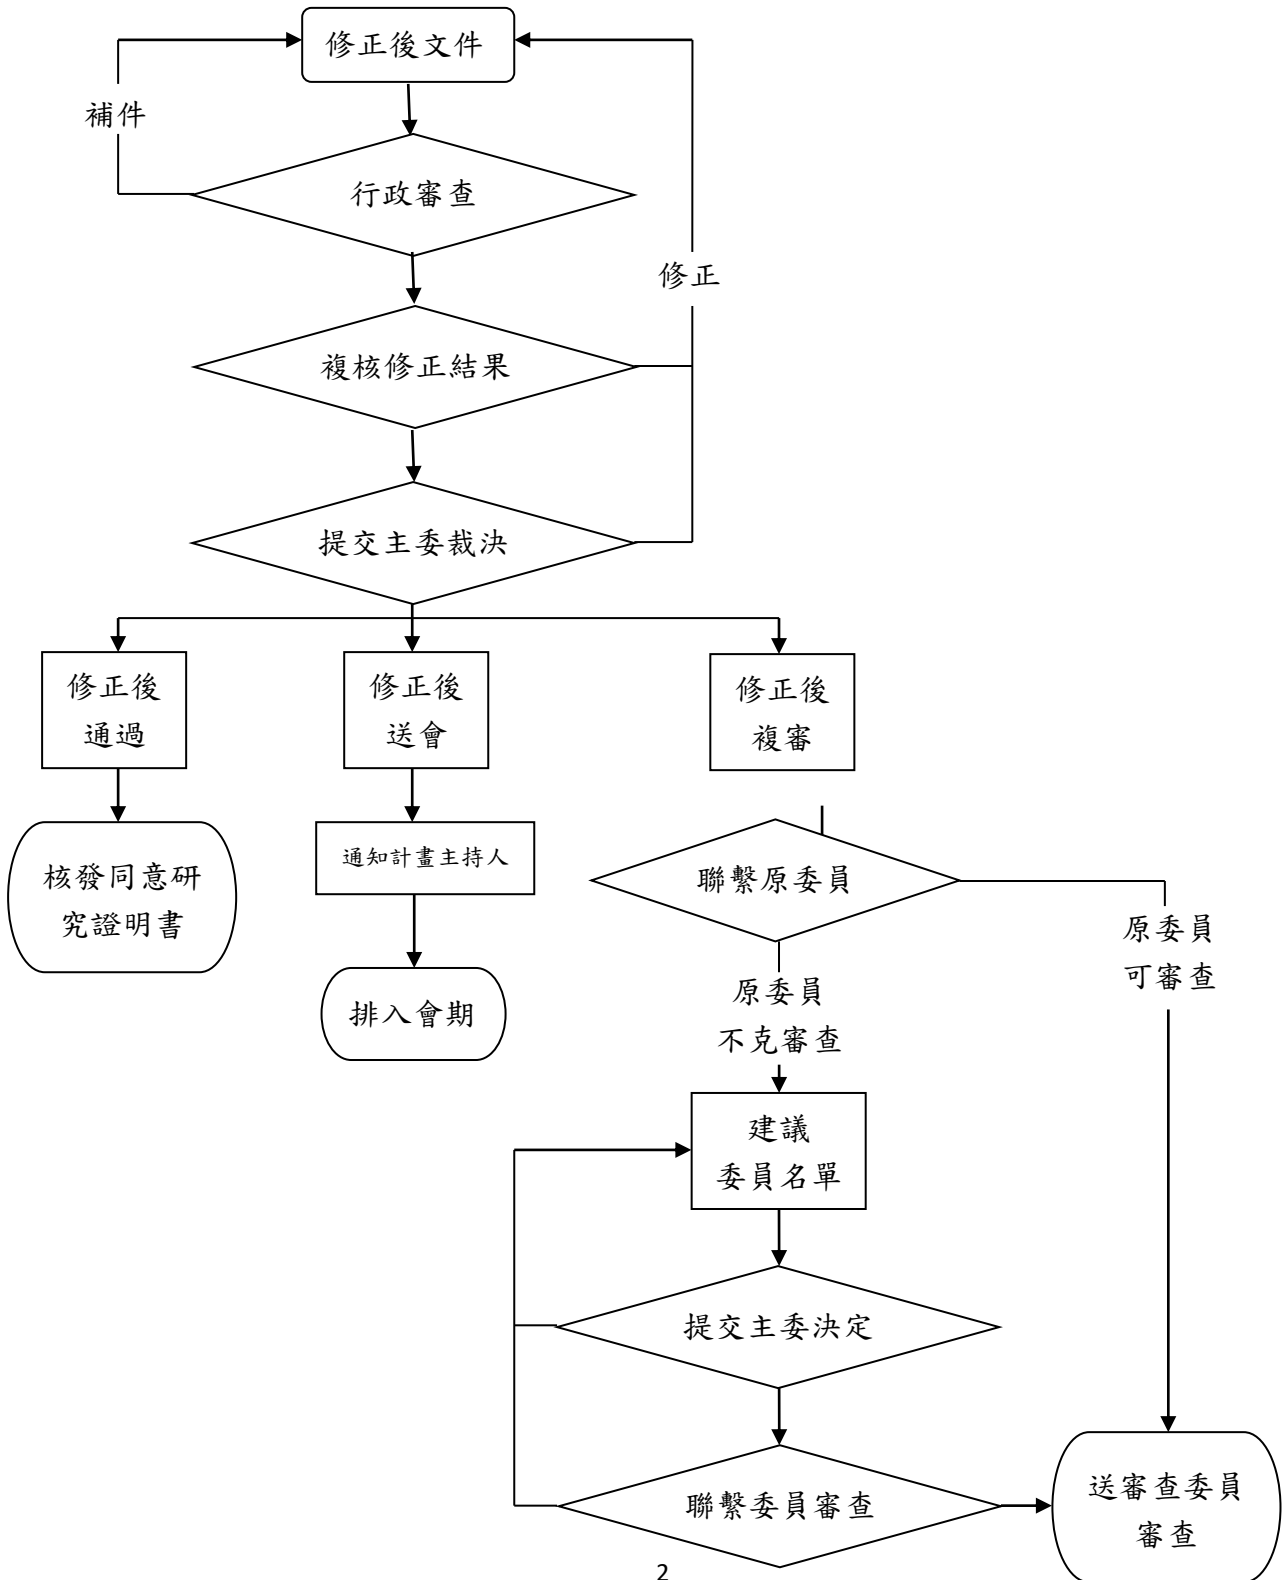 修正後文件
補件
行政審查
修正
複核修正結果
提交主委裁決
修正後
通過
修正後
送會
修正後
複審
核發同意研
究證明書
通知計畫主持人
聯繫原委員
原委員
可審查
原委員
不克審查
排入會期
建議
委員名單
提交主委決定
聯繫委員審查
送審查委員
審查
2